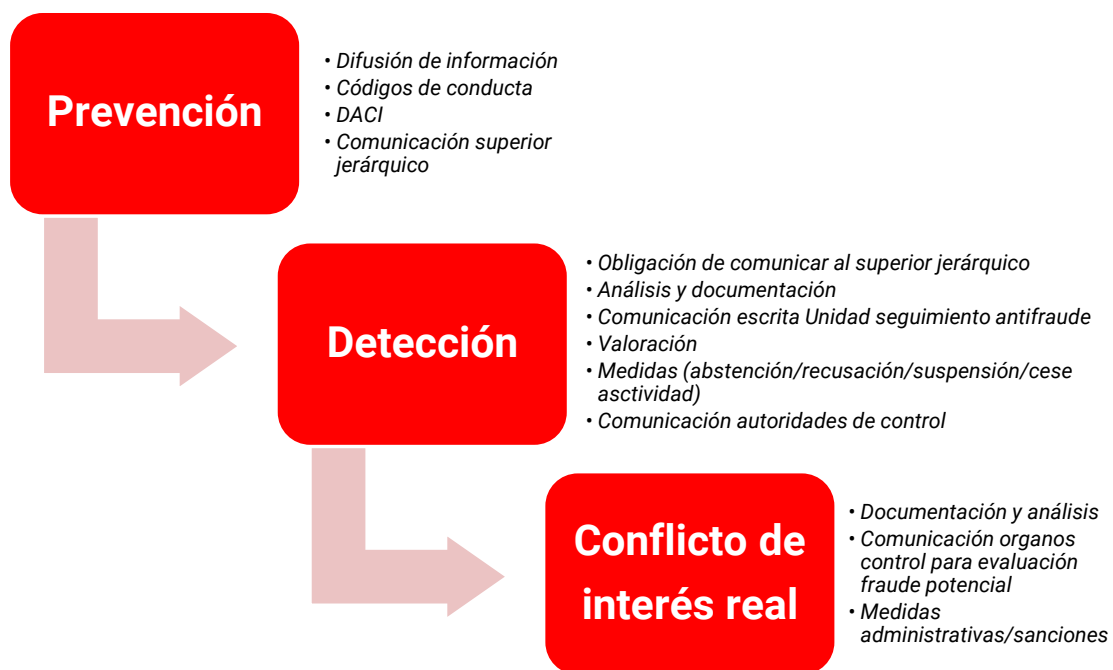 Prevención
• Difusión de información
• Códigos de conducta
• DACI
• Comunicación superior
jerárquico
Detección
• Obligación de comunicar al superior jerárquico
• Análisis y documentación
• Comunicación escrita Unidad seguimiento antifraude
• Valoración
• Medidas (abstención/recusación/suspensión/cese
asctividad)
• Comunicación autoridades de control
Conflicto de
interés real
• Documentación y análisis
• Comunicación organos
control para evaluación
fraude potencial
• Medidas
administrativas/sanciones